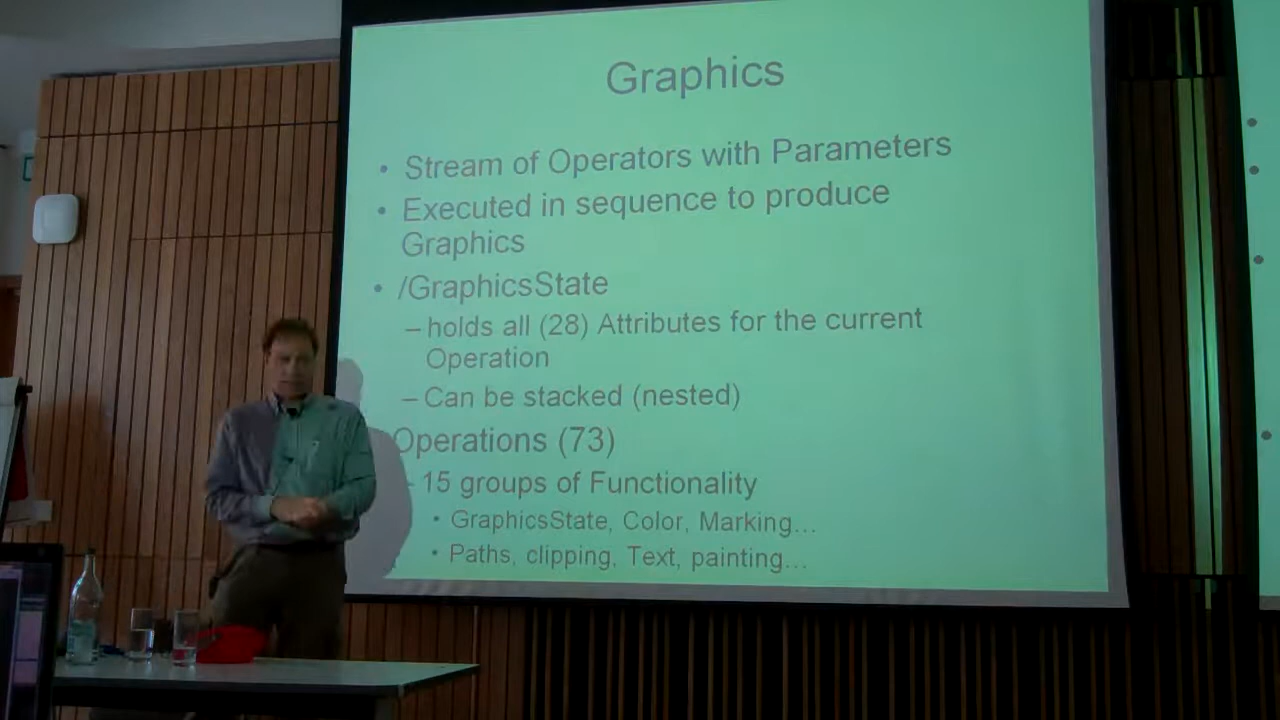 Graphics
• Stream of Operators with Parameters
• Executed in sequence to produce
Graphics
• /GraphicsState
– holds all (28) Attributes for the current
Operation
– Can be stacked (nested)
Operations (73)
- 15 groups of Functionality
• GraphicsState, Color, Marking...
• Paths, clipping, Text, painting...